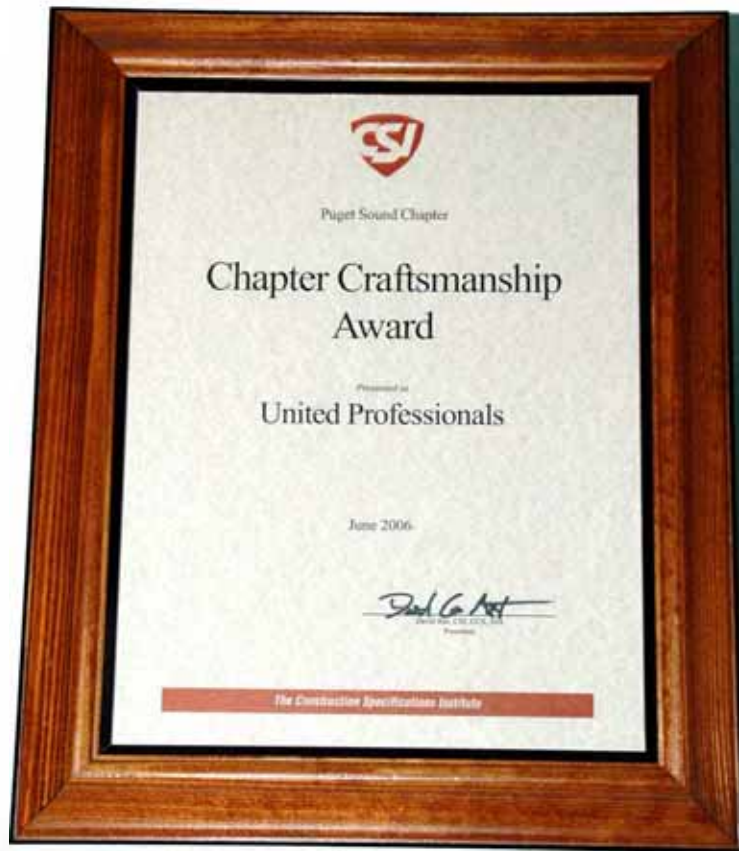 CSI
Puget Sound Chapter
Chapter Craftsmanship
Award
Presented to
United Professionals
June 2006
President
The Construction Specifications Institute